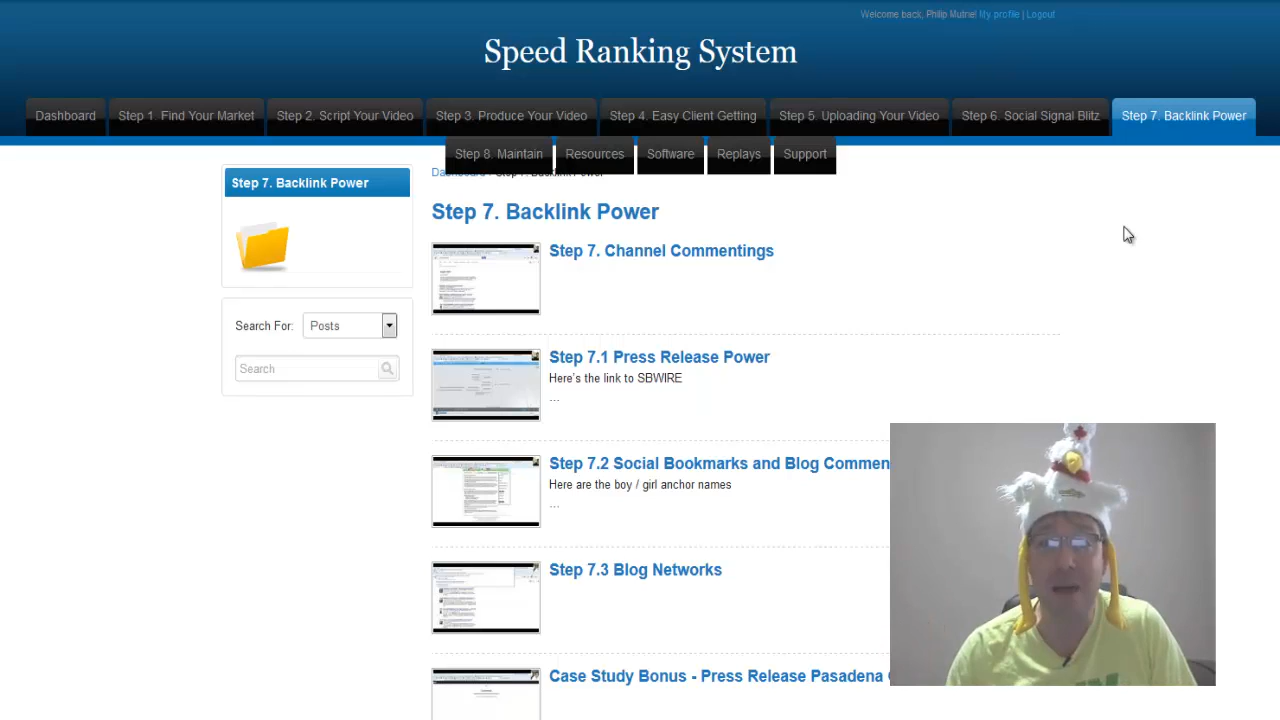 Welcome back, Philip Mutrie! My profile | Logout
Speed Ranking System
Dashboard
Step 1. Find Your Market
Step 2. Script Your Video
Step 3. Produce Your Video
Step 4. Easy Client Getting
Step 5. Uploading Your Video
Step 6. Social Signal Blitz
Step 7. Backlink Power
Step 8. Maintain
Resources
Software
Replays
Support
Step 7. Backlink Power
Search For:
Posts
Search
Step 7. Backlink Power
Step 7. Channel Commentings
Step 7.1 Press Release Power
Here's the link to SBWIRE
...
Step 7.2 Social Bookmarks and Blog Commen
Here are the boy / girl anchor names
...
Step 7.3 Blog Networks
Case Study Bonus - Press Release Pasadena